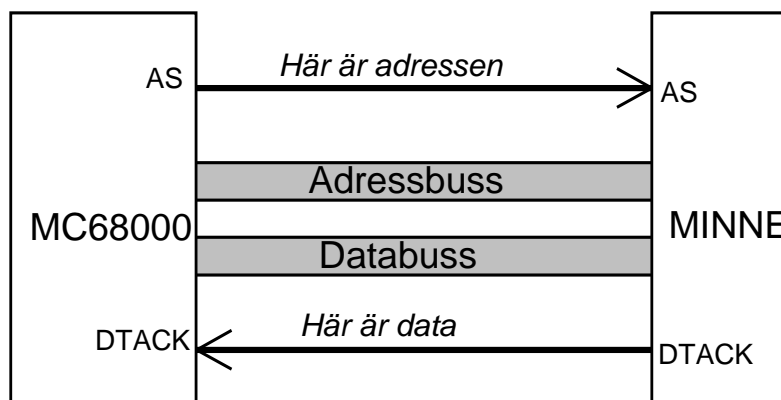 AS
Här är adressen
AS
Adressbuss
MC68000
MINNE
Databuss
DTACK
Här är data
DTACK